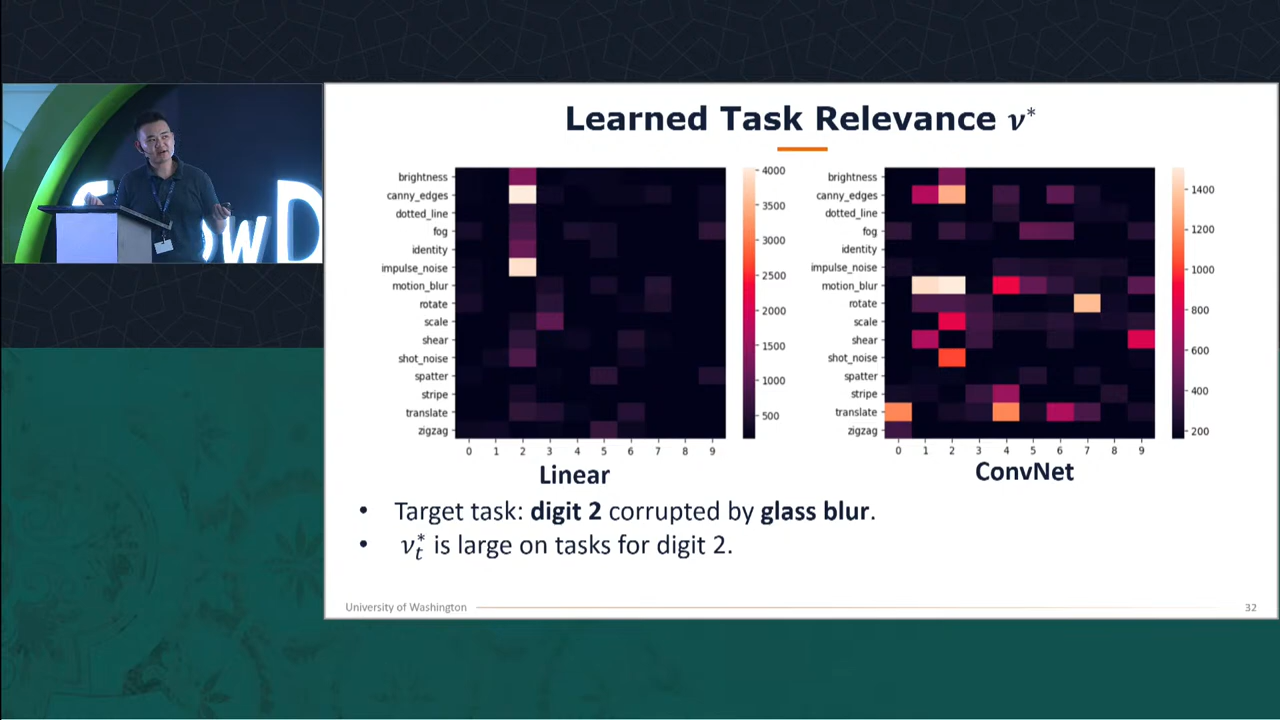 Learned Task Relevance ν*
brightness
canny_edges
dotted_line
fog
identity
impulse_noise
motion_blur
rotate
scale
shear
shot_noise
spatter
stripe
translate
zigzag
0 1 2 3 4 5 6 7 8 9
4000
3500
3000
2500
2000
1500
1000
500
Linear
brightness
canny_edges
dotted_line
fog
identity
impulse_noise
motion_blur
rotate
scale
shear
shot_noise
spatter
stripe
translate
zigzag
0 1 2 3 4 5 6 7 8 9
1400
1200
1000
800
600
400
200
ConvNet
• Target task: digit 2 corrupted by glass blur.
• ν*ₜ is large on tasks for digit 2.
University of Washington
32